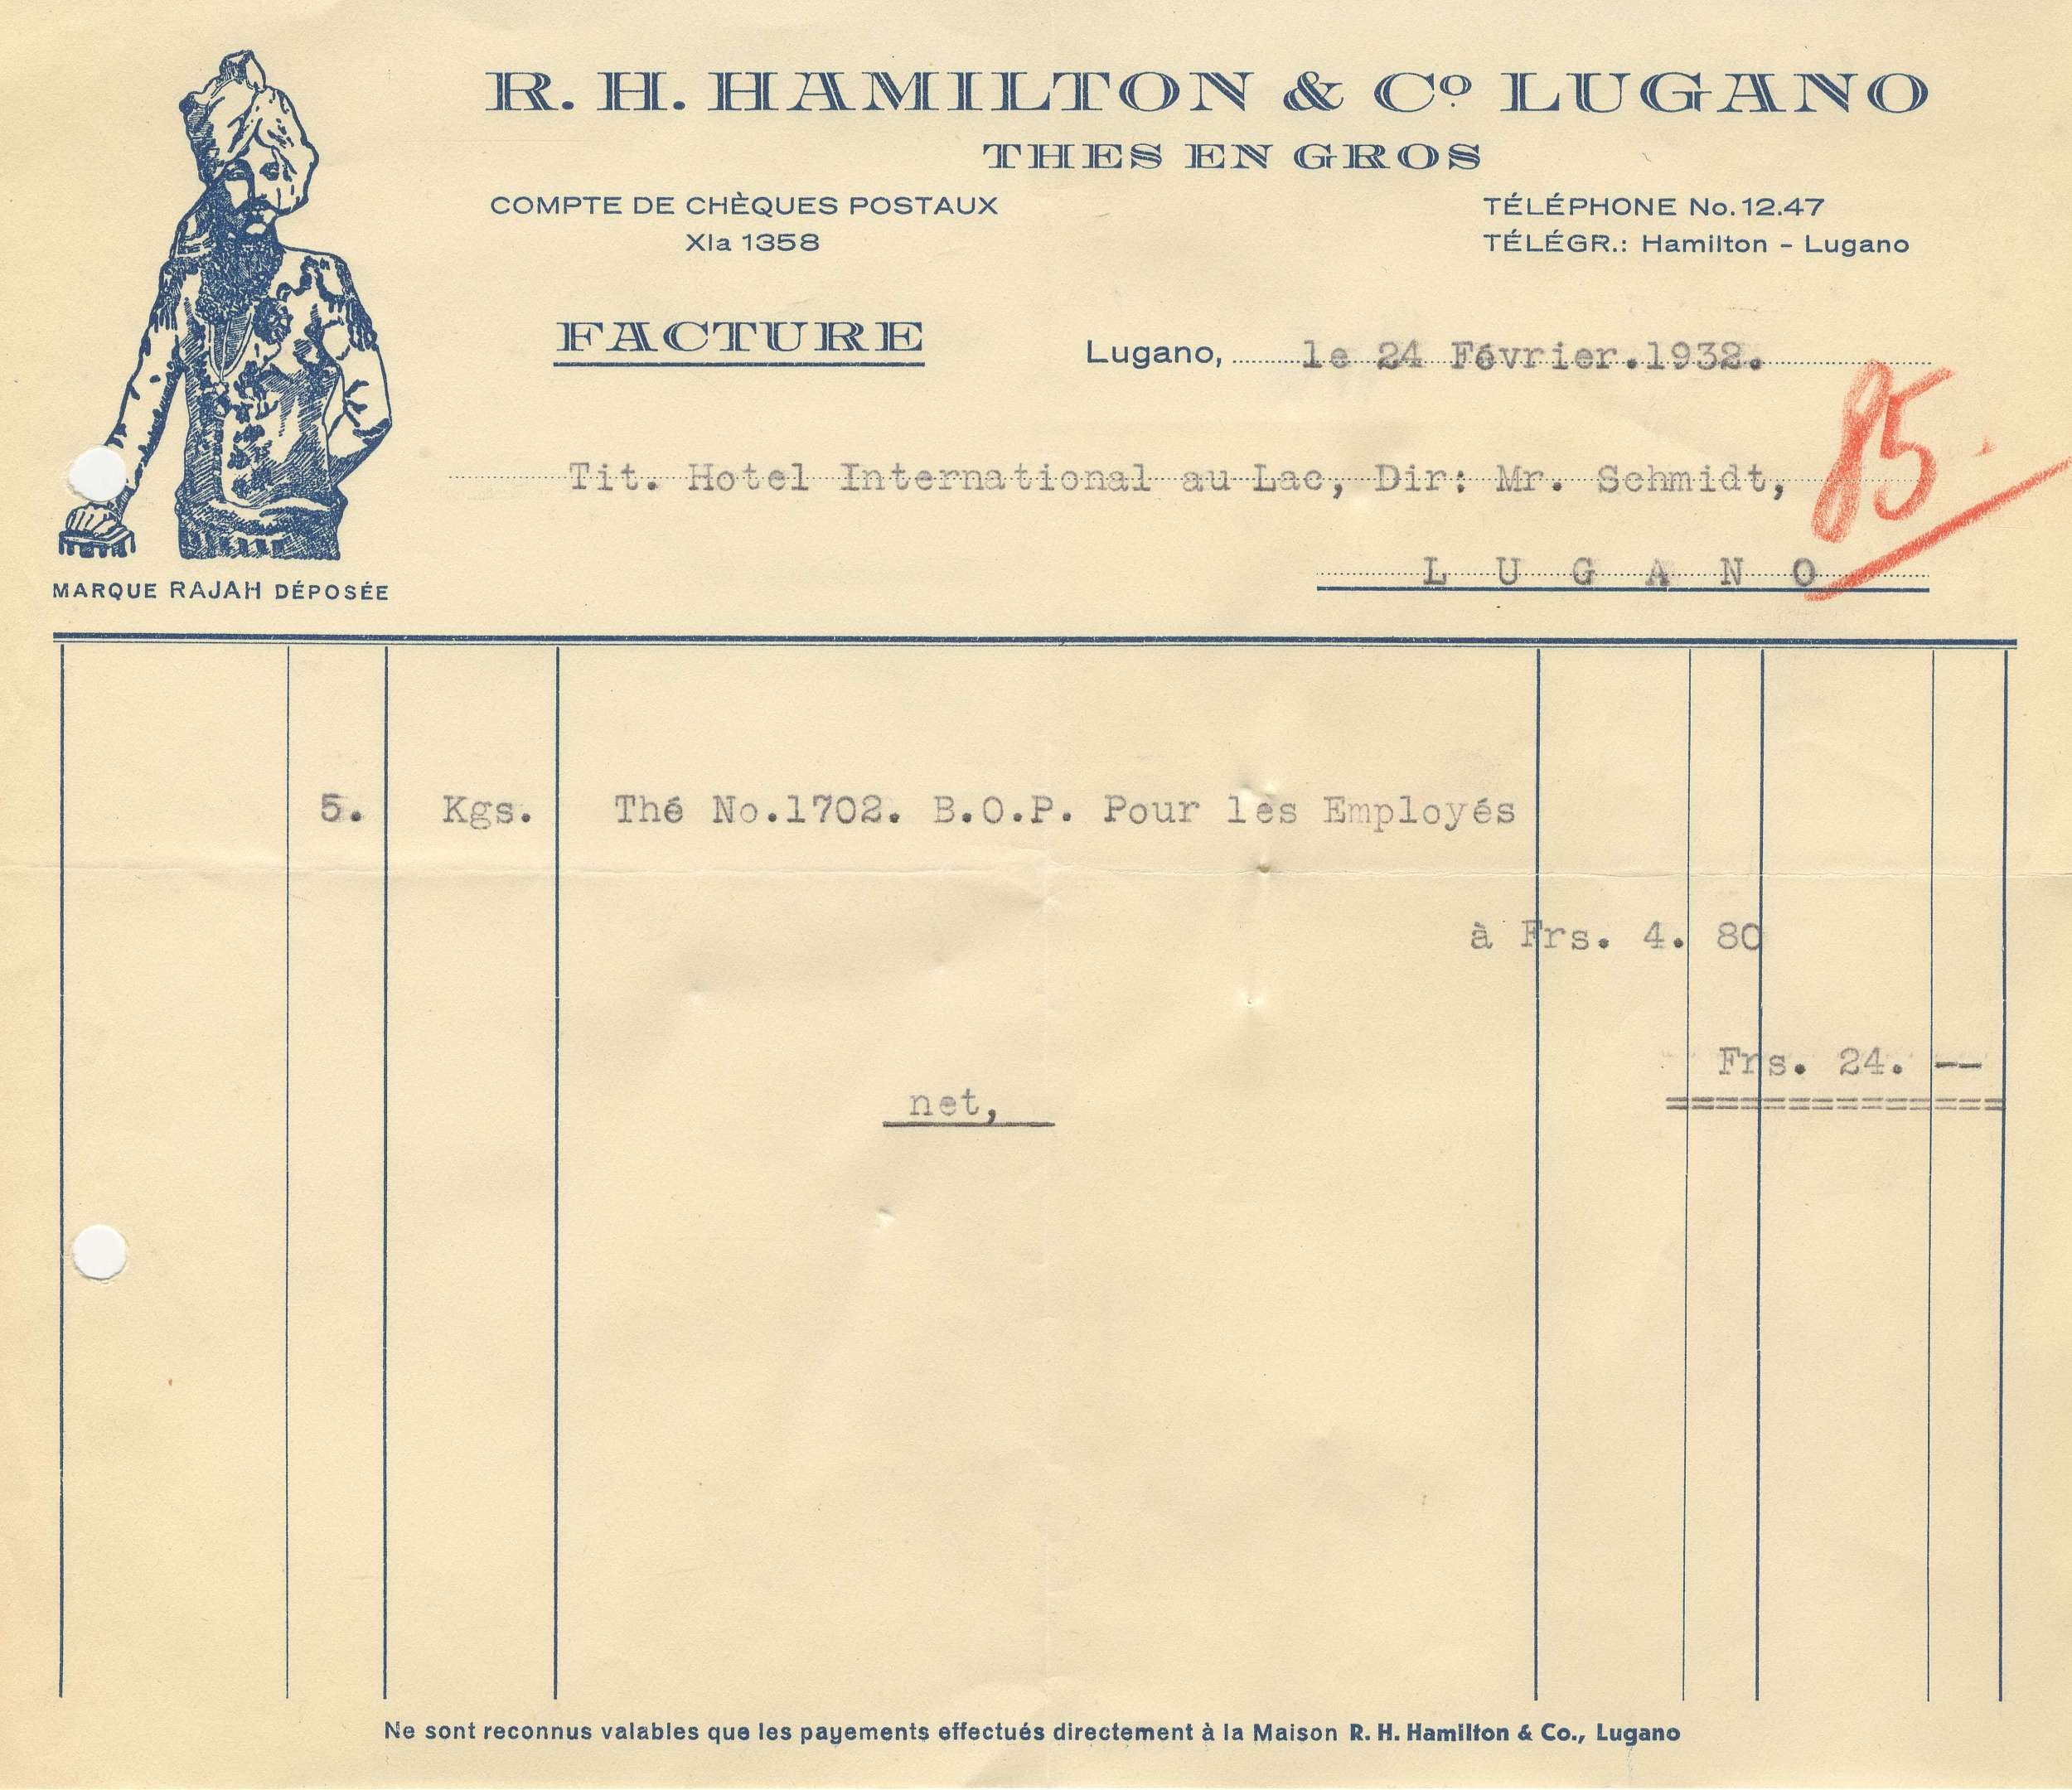 R. H. HAMILTON & Cº LUGANO
THES EN GROS
COMPTE DE CHÈQUES POSTAUX
XIa 1358
TÉLÉPHONE No. 12.47
TÉLÉGR.: Hamilton - Lugano
FACTURE
Lugano, le 24 Février.1932.
85.
Tit. Hotel International au Lac, Dir: Mr. Schmidt,
L U G A N O
MARQUE RAJAH DÉPOSÉE
5. Kgs. Thé No.1702. B.O.P. Pour les Employés
à Frs. 4. 80
Frs. 24. --
=============
net,
Ne sont reconnus valables que les payements effectués directement à la Maison R. H. Hamilton & Co., Lugano